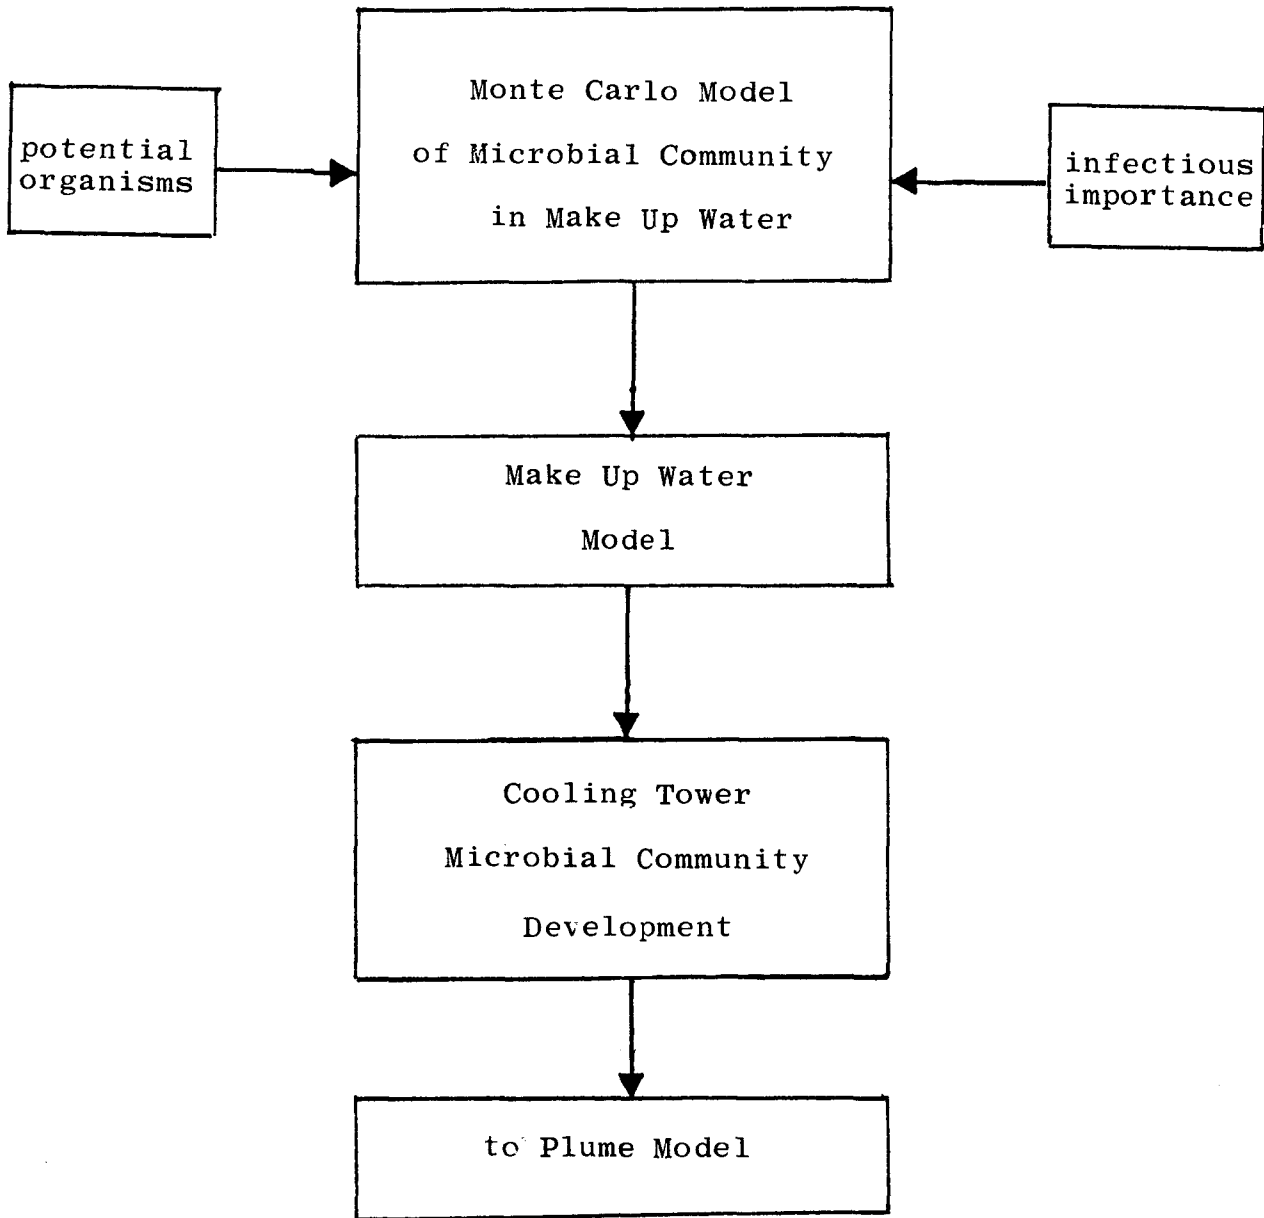 Monte Carlo Model
of Microbial Community
in Make Up Water
potential
organisms
infectious
importance
Make Up Water
Model
Cooling Tower
Microbial Community
Development
to Plume Model